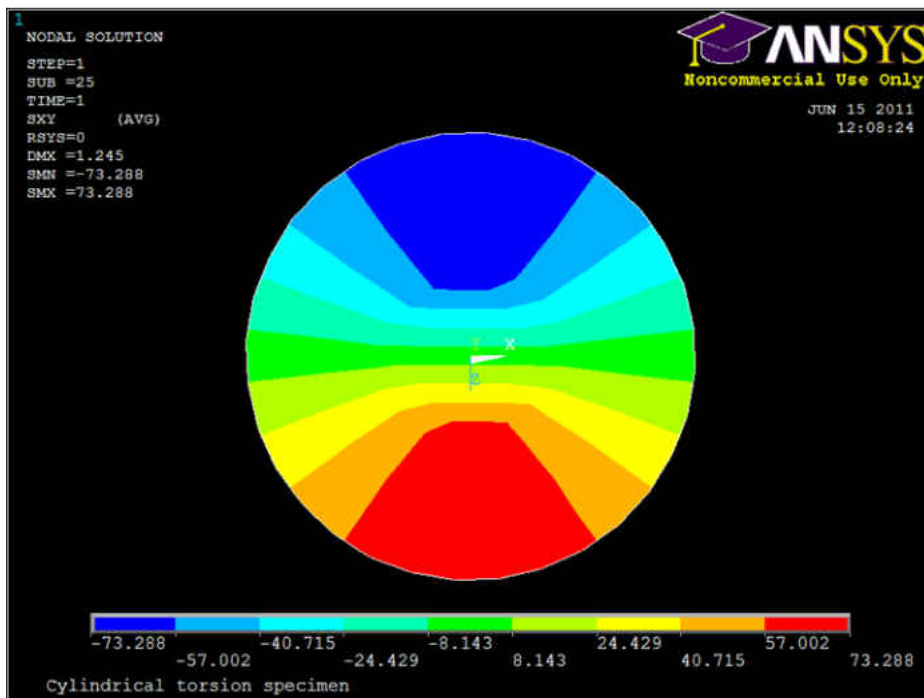 1
NODAL SOLUTION
STEP=1
SUB =25
TIME=1
SXY (AVG)
RSYS=0
DMX =1.245
SMN =-73.288
SMX =73.288
ANSYS
Noncommercial Use Only
JUN 15 2011
12:08:24
Y X
Z
-73.288 -40.715 -8.143 24.429 57.002
-57.002 -24.429 8.143 40.715 73.288
Cylindrical torsion specimen